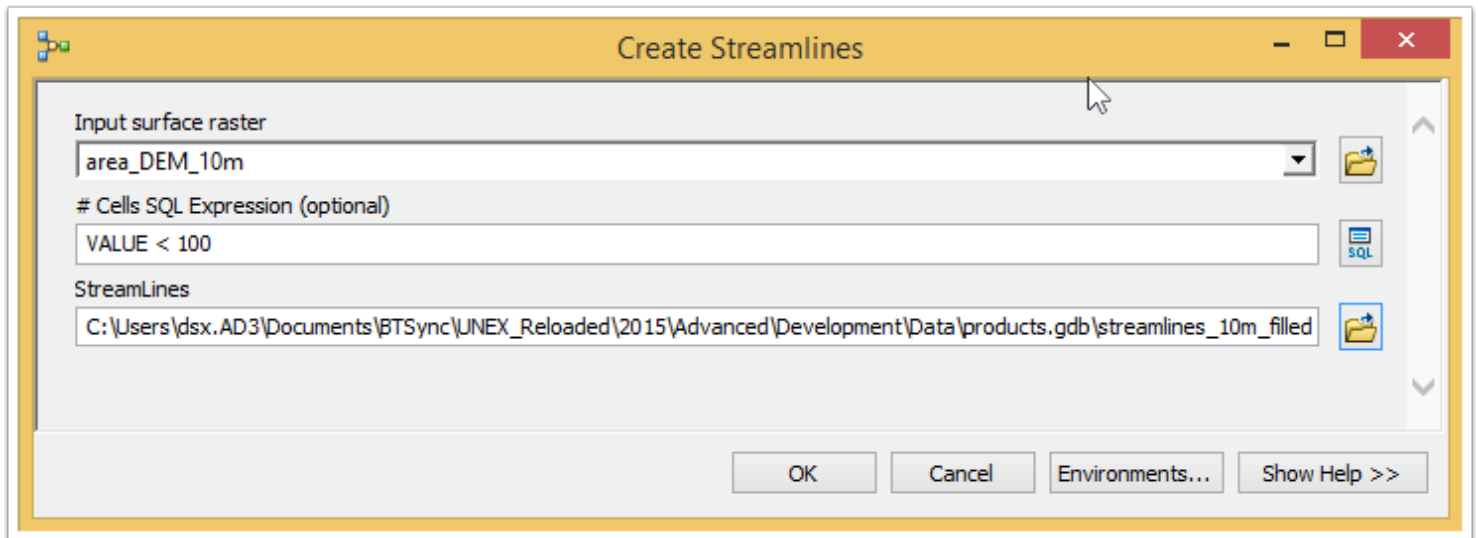 Create Streamlines
Input surface raster
area_DEM_10m
# Cells SQL Expression (optional)
VALUE < 100
SQL
StreamLines
C:\Users\dsx.AD3\Documents\BTSync\UNEX_Reloaded\2015\Advanced\Development\Data\products.gdb\streamlines_10m_filled
OK Cancel Environments... Show Help >>